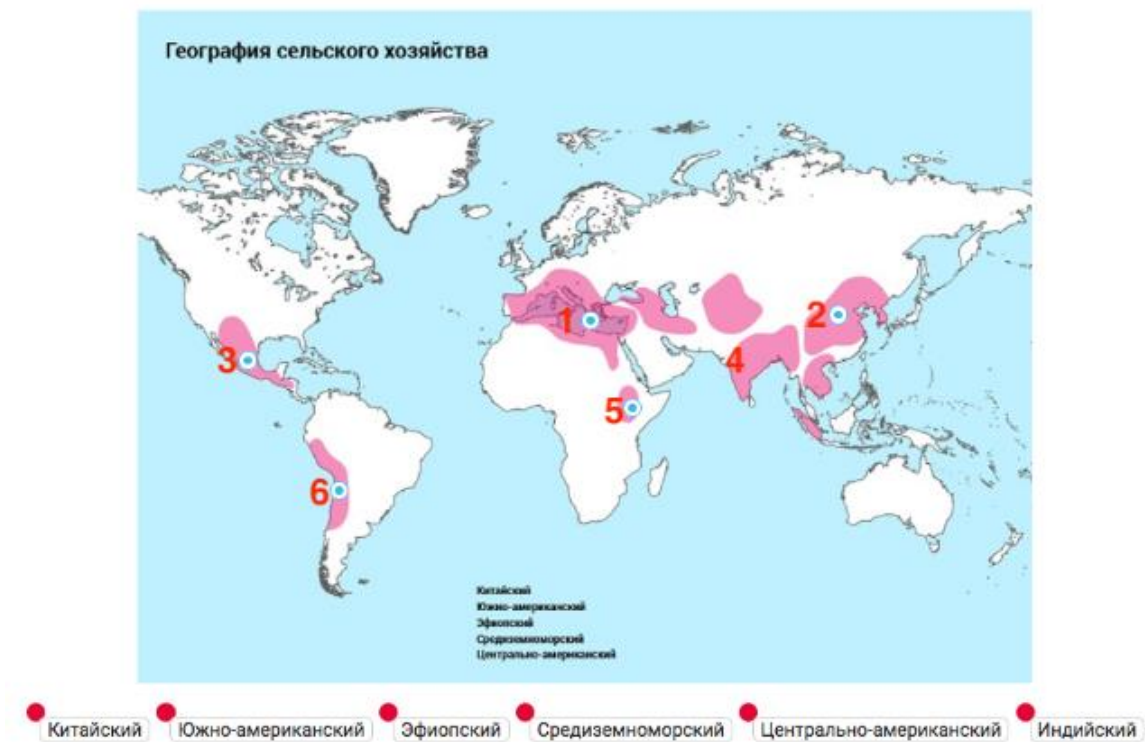 География сельского хозяйства
1
2
3
4
5
6
Китайский
Южно-американский
Эфиопский
Средиземноморский
Центрально-американский
Китайский Южно-американский Эфиопский Средиземноморский Центрально-американский Индийский